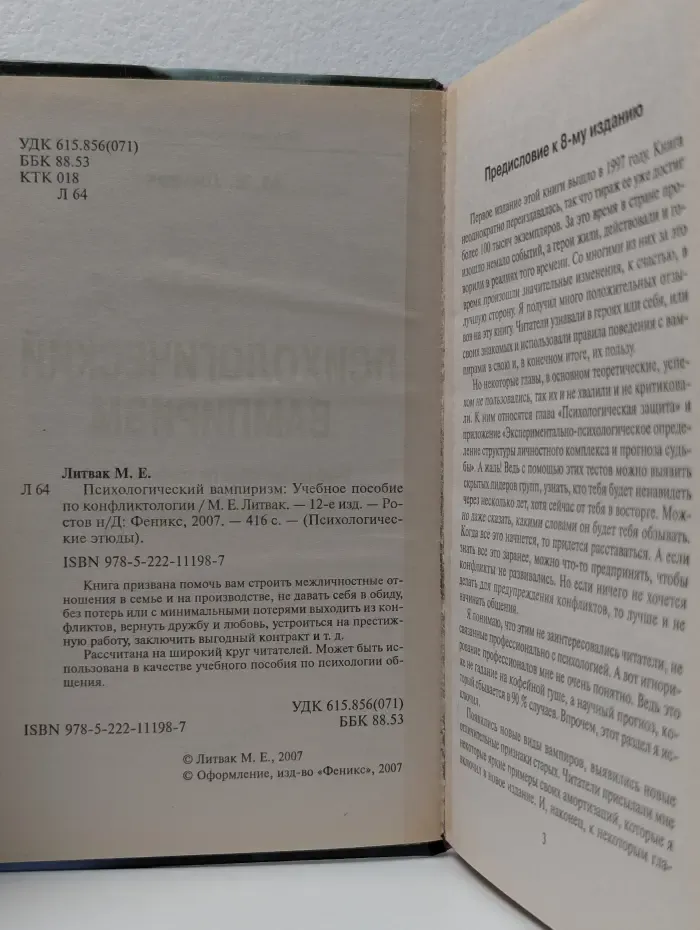 УДК 615.856(071)
ББК 88.53
КТК 018
Л 64
Литвак М. Е.
Л 64 Психологический вампиризм: Учебное пособие
по конфликтологии / М. Е. Литвак. — 12-е изд. — Ро-
стов н/Д: Феникс, 2007. — 416 с. — (Психологичес-
кие этюды).
ISBN 978-5-222-11198-7
Книга призвана помочь вам строить межличностные от-
ношения в семье и на производстве, не давать себя в обиду,
без потерь или с минимальными потерями выходить из кон-
фликтов, вернуть дружбу и любовь, устроиться на престиж-
ную работу, заключить выгодный контракт и т. д.
Рассчитана на широкий круг читателей. Может быть ис-
пользована в качестве учебного пособия по психологии об-
щения.
УДК 615.856(071)
ISBN 978-5-222-11198-7 ББК 88.53
© Литвак М. Е., 2007
© Оформление, изд-во «Феникс», 2007
Предисловие к 8-му изданию
Первое издание этой книги вышло в 1997 году. Книга
неоднократно переиздавалась, так что тираж ее уже достиг
более 100 тысяч экземпляров. За это время в стране про-
изошло немало событий, а герои жили, действовали и го-
ворили в реалиях того времени. Со многими из них за это
время произошли значительные изменения, к счастью, в
лучшую сторону. Я получил много положительных отзы-
вов на эту книгу. Читатели узнавали в героях или себя, или
своих знакомых и использовали правила поведения с вам-
пирами в свою и, в конечном итоге, их пользу.
Но некоторые главы, в основном теоретические, успе-
хом не пользовались, так их и не хвалили и не критикова-
ли. К ним относятся глава «Психологическая защита» и
приложение «Экспериментально-психологическое опреде-
ление структуры личностного комплекса и прогноза судь-
бы». А жаль! Ведь с помощью этих тестов можно выявить
скрытых лидеров групп, узнать, кто тебя будет ненавидеть
через несколько лет, хотя сейчас от тебя в восторге. Мож-
но даже сказать, какими словами он будет тебя обзывать.
Когда все это начнется, то придется расставаться. А если
знать все это заранее, можно что-то предпринять, чтобы
конфликты не развивались. Но если ничего не хочется
делать для предупреждения конфликтов, то лучше и не
начинать общения.
Я понимаю, что этим не заинтересовались читатели, не
связанные профессионально с психологией. А вот игнори-
рование профессионалов мне не очень понятно. Ведь это
не гадание на кофейной гуще, а научный прогноз, ко-
торый сбывается в 90 % случаев. Впрочем, этот раздел я ис-
ключил.
Появились новые виды вампиров, выявились новые
отличительные признаки старых. Читатели присылали мне
некоторые яркие примеры своих амортизаций, которые я
включил в новое издание. И, наконец, к некоторым гла-
3